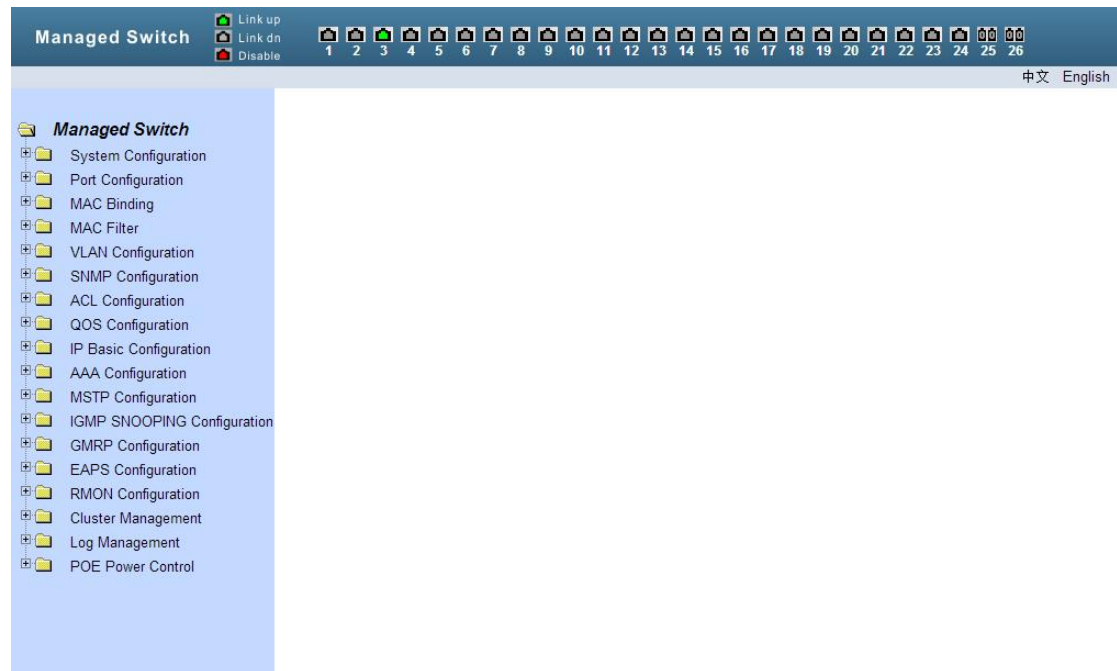 Managed Switch
Link up
Link dn
Disable
1 2 3 4 5 6 7 8 9 10 11 12 13 14 15 16 17 18 19 20 21 22 23 24 25 26
中文 English
Managed Switch
System Configuration
Port Configuration
MAC Binding
MAC Filter
VLAN Configuration
SNMP Configuration
ACL Configuration
QOS Configuration
IP Basic Configuration
AAA Configuration
MSTP Configuration
IGMP SNOOPING Configuration
GMRP Configuration
EAPS Configuration
RMON Configuration
Cluster Management
Log Management
POE Power Control